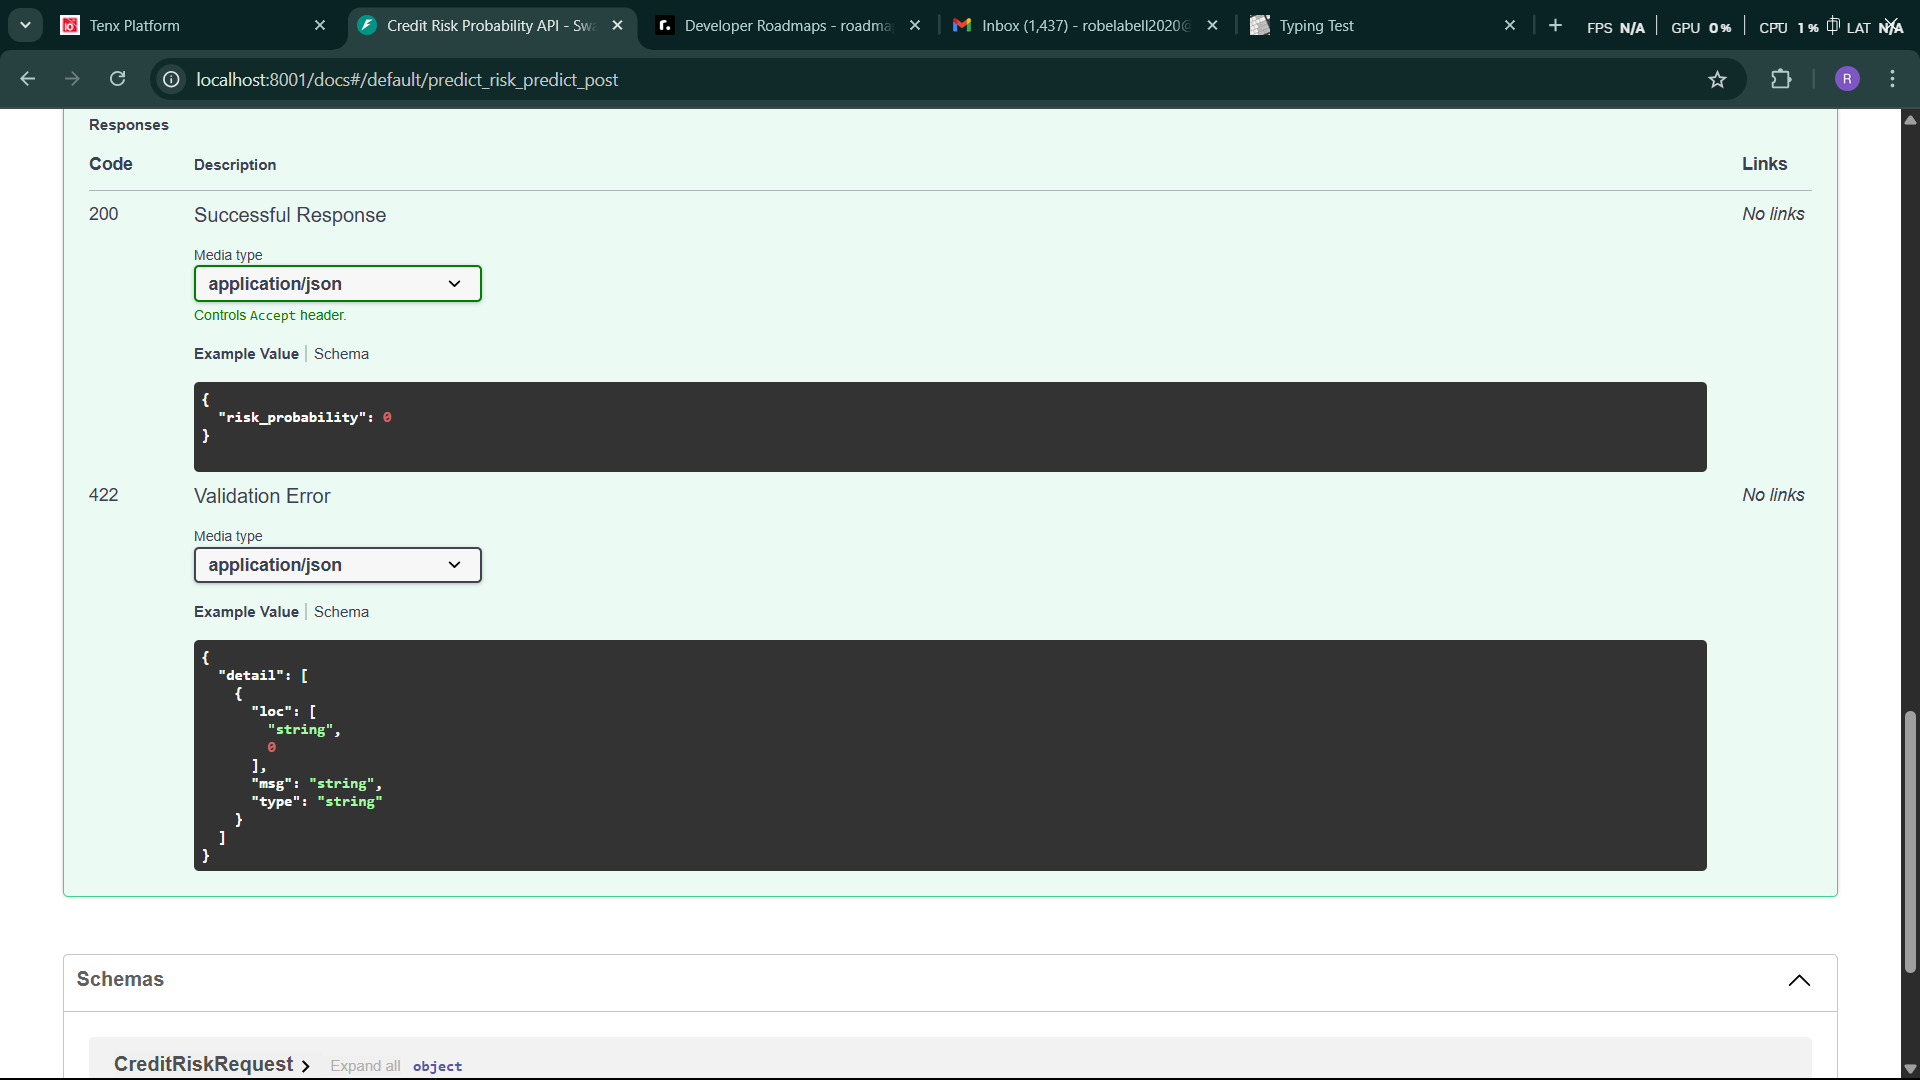 Tenx Platform
Credit Risk Probability API - Swa
Developer Roadmaps - roadma
Inbox (1,437) - robelabell2020@
Typing Test
FPS N/A GPU 0% CPU 1% LAT N/A
localhost:8001/docs#/default/predict_risk_predict_post
R
Responses
Code Description Links
200 Successful Response No links
Media type
application/json
Controls Accept header.
Example Value Schema
{
"risk_probability": 0
}
422 Validation Error No links
Media type
application/json
Example Value Schema
{
"detail": [
{
"loc": [
"string",
0
],
"msg": "string",
"type": "string"
}
]
}
Schemas
CreditRiskRequest Expand all object